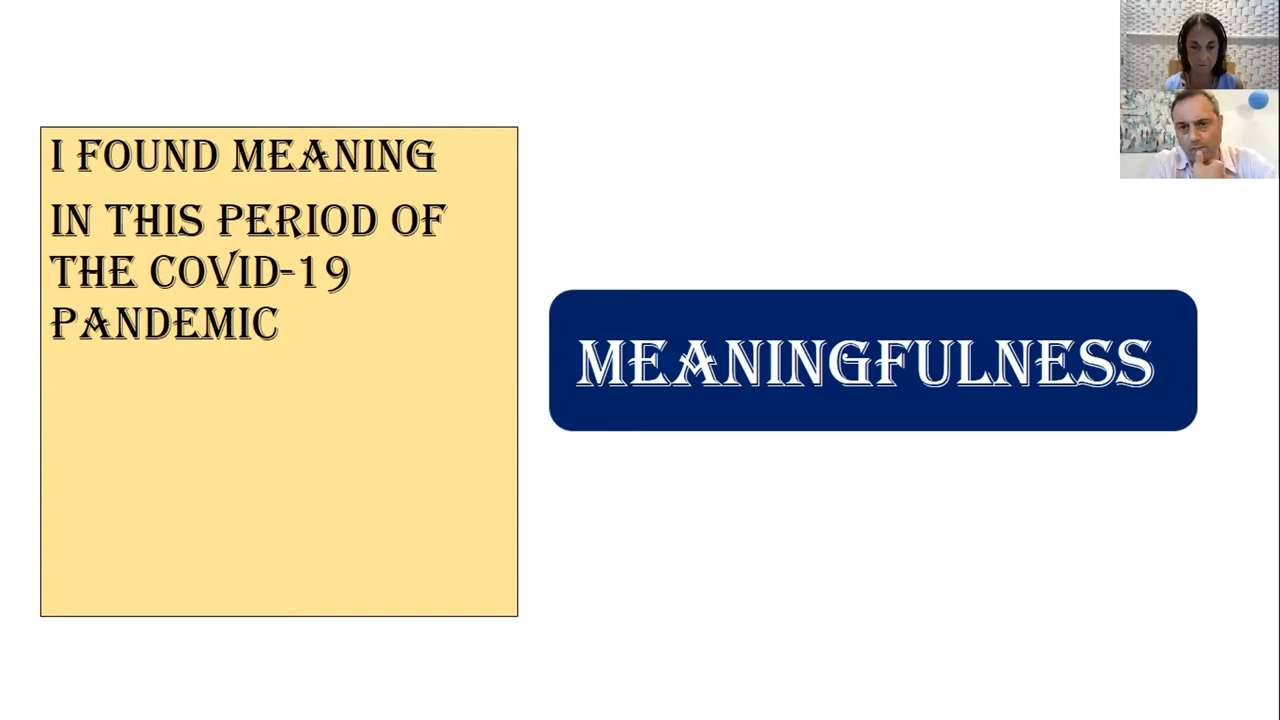 I FOUND MEANING
IN THIS PERIOD OF
THE COVID-19
PANDEMIC
MEANINGFULNESS